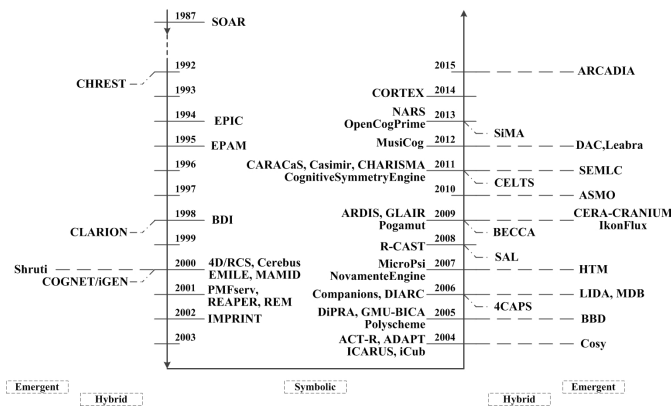 1987 SOAR
1992
CHREST
1993
1994 EPIC
1995 EPAM
1996
1997
1998 BDI
CLARION
1999
2000 4D/RCS, Cerebus
Shruti EMILE, MAMID
COGNET/iGEN
2001 PMFserv,
REAPER, REM
2002 IMPRINT
2003
2015 ARCADIA
CORTEX 2014
NARS 2013
OpenCogPrime
SiMA
MusiCog 2012 DAC,Leabra
CARACaS, Casimir, CHARISMA 2011 SEMLC
CognitiveSymmetryEngine
CELTS
2010 ASMO
ARDIS, GLAIR 2009 CERA-CRANIUM
Pogamut IkonFlux
BECCA
R-CAST 2008
SAL
MicroPsi 2007 HTM
NovamenteEngine
Companions, DIARC 2006 LIDA, MDB
4CAPS
DiPRA, GMU-BICA 2005 BBD
Polyscheme
ACT-R, ADAPT 2004 Cosy
ICARUS, iCub
Emergent Symbolic Emergent
Hybrid Hybrid